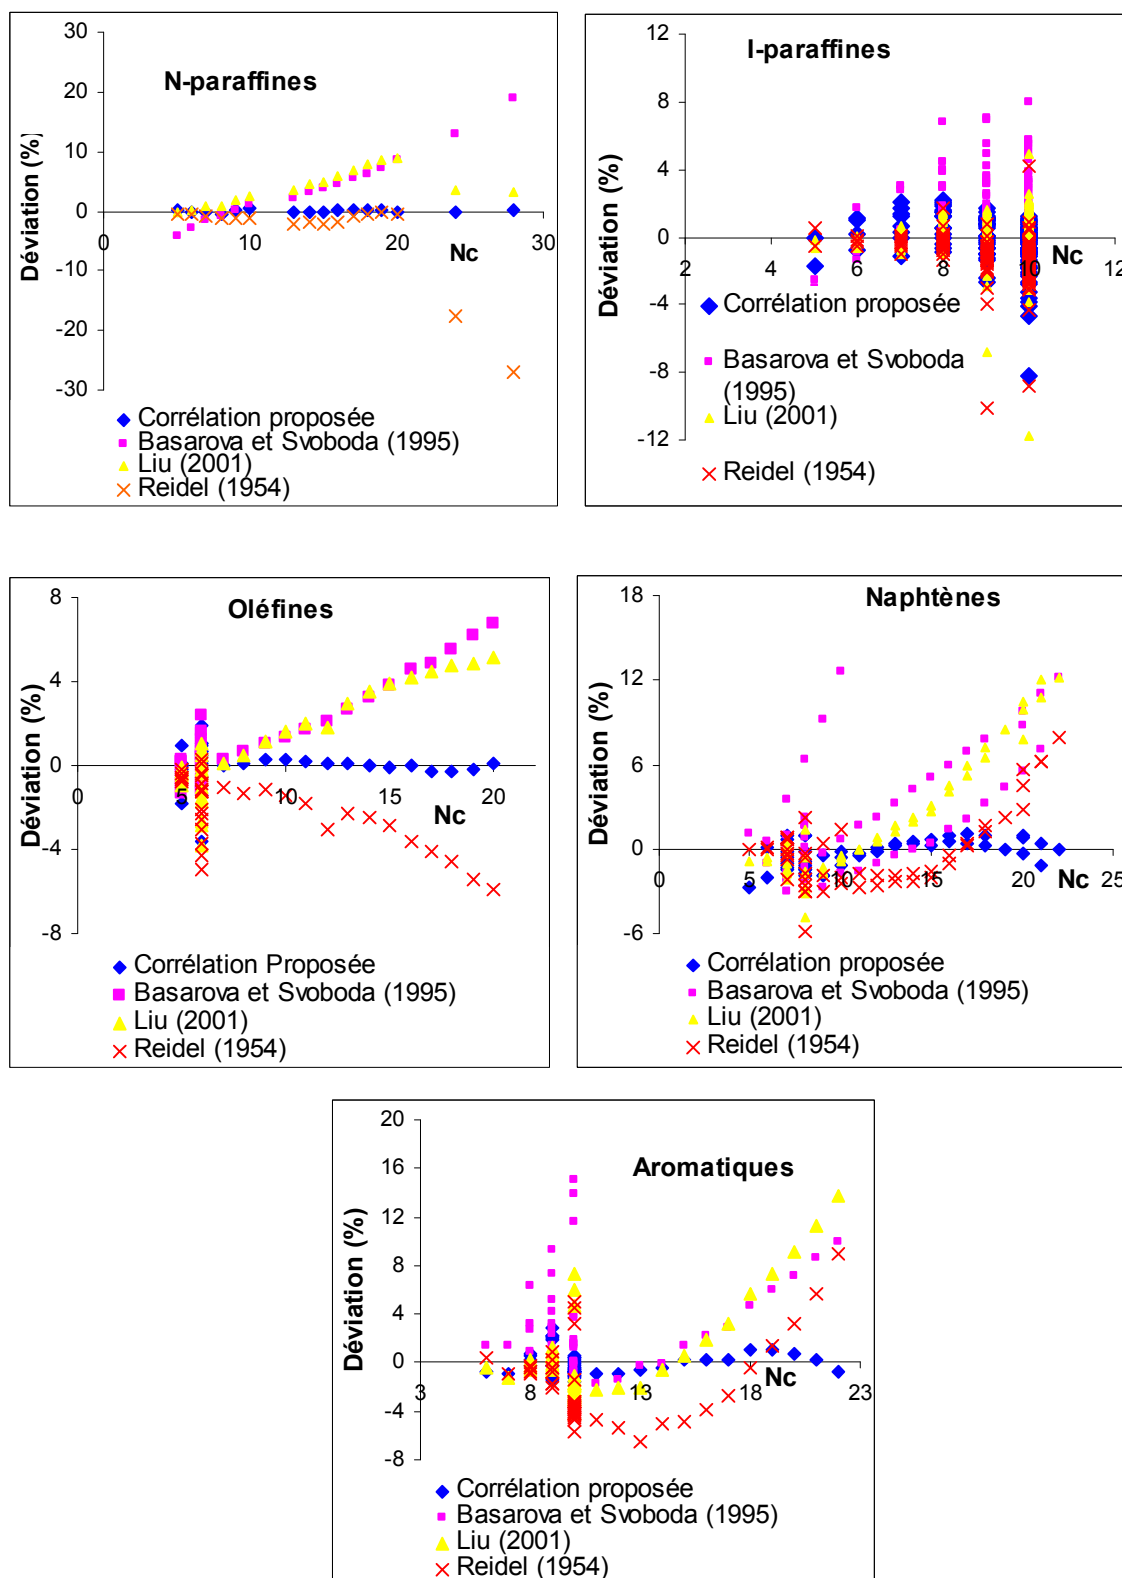 N-paraffines
Déviation (%)
30
20
10
0
-10
-20
-30
0
10
20
30
Nc
Corrélation proposée
Basarova et Svoboda (1995)
Liu (2001)
Reidel (1954)
I-paraffines
Déviation (%)
12
8
4
0
-4
-8
-12
2
4
6
8
10
12
Nc
Corrélation proposée
Basarova et Svoboda
(1995)
Liu (2001)
Reidel (1954)
Oléfines
Déviation (%)
8
4
0
-4
-8
0
5
10
15
20
Nc
Corrélation Proposée
Basarova et Svoboda (1995)
Liu (2001)
Reidel (1954)
Naphtènes
Déviation (%)
18
12
6
0
-6
0
5
10
15
20
25
Nc
Corrélation proposée
Basarova et Svoboda (1995)
Liu (2001)
Reidel (1954)
Aromatiques
Déviation (%)
20
16
12
8
4
0
-4
-8
3
8
13
18
23
Nc
Corrélation proposée
Basarova et Svoboda (1995)
Liu (2001)
Reidel (1954)